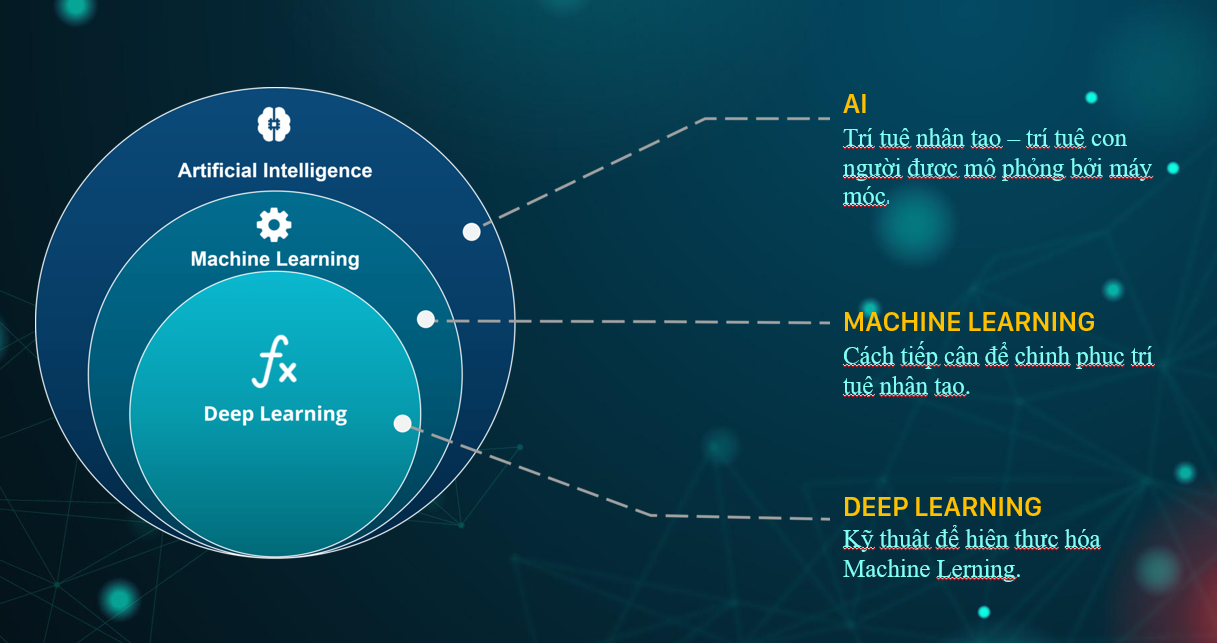 Artificial Intelligence
Machine Learning
fx
Deep Learning
AI
Trí tuệ nhân tạo – trí tuệ con
người được mô phỏng bởi máy
móc.
MACHINE LEARNING
Cách tiếp cận để chinh phục trí
tuệ nhân tạo.
DEEP LEARNING
Kỹ thuật để hiện thực hóa
Machine Lerning.